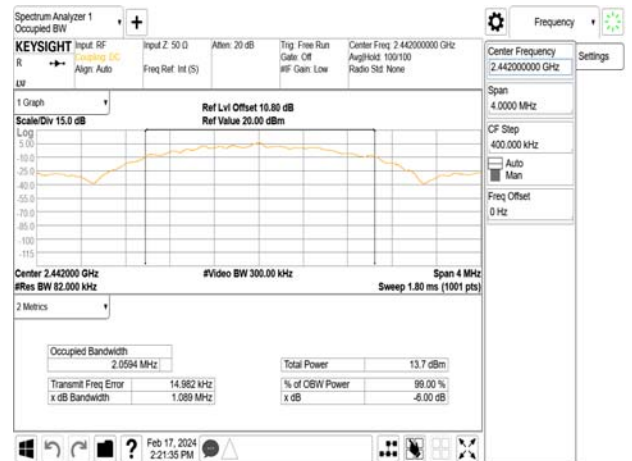 Spectrum Analyzer 1
Occupied BW
Frequency
KEYSIGHT
R
Input: RF
Coupling: DC
Align: Auto
Input Z: 50 Ω
Freq Ref: Int (S)
Atten: 20 dB
Trig: Free Run
Gate: Off
#IF Gain: Low
Center Freq: 2.442000000 GHz
Avg|Hold: 100/100
Radio Std: None
Center Frequency
2.442000000 GHz
Settings
Span
4.0000 MHz
CF Step
400.000 kHz
Auto
Man
Freq Offset
0 Hz
1 Graph
Scale/Div 15.0 dB
Ref Lvl Offset 10.80 dB
Ref Value 20.00 dBm
Log
5.00
-10.0
-25.0
-40.0
-55.0
-70.0
-85.0
-100
-115
Center 2.442000 GHz
#Video BW 300.00 kHz
Span 4 MHz
#Res BW 82.000 kHz
Sweep 1.80 ms (1001 pts)
2 Metrics
Occupied Bandwidth
2.0594 MHz
Total Power 13.7 dBm
Transmit Freq Error 14.982 kHz
% of OBW Power 99.00 %
x dB Bandwidth 1.089 MHz
x dB -6.00 dB
?
Feb 17, 2024
2:21:35 PM